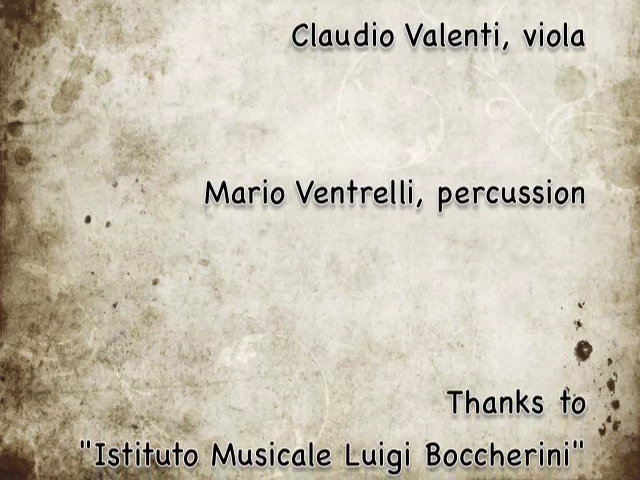 Claudio Valenti, viola
Mario Ventrelli, percussion
Thanks to
"Istituto Musicale Luigi Boccherini"